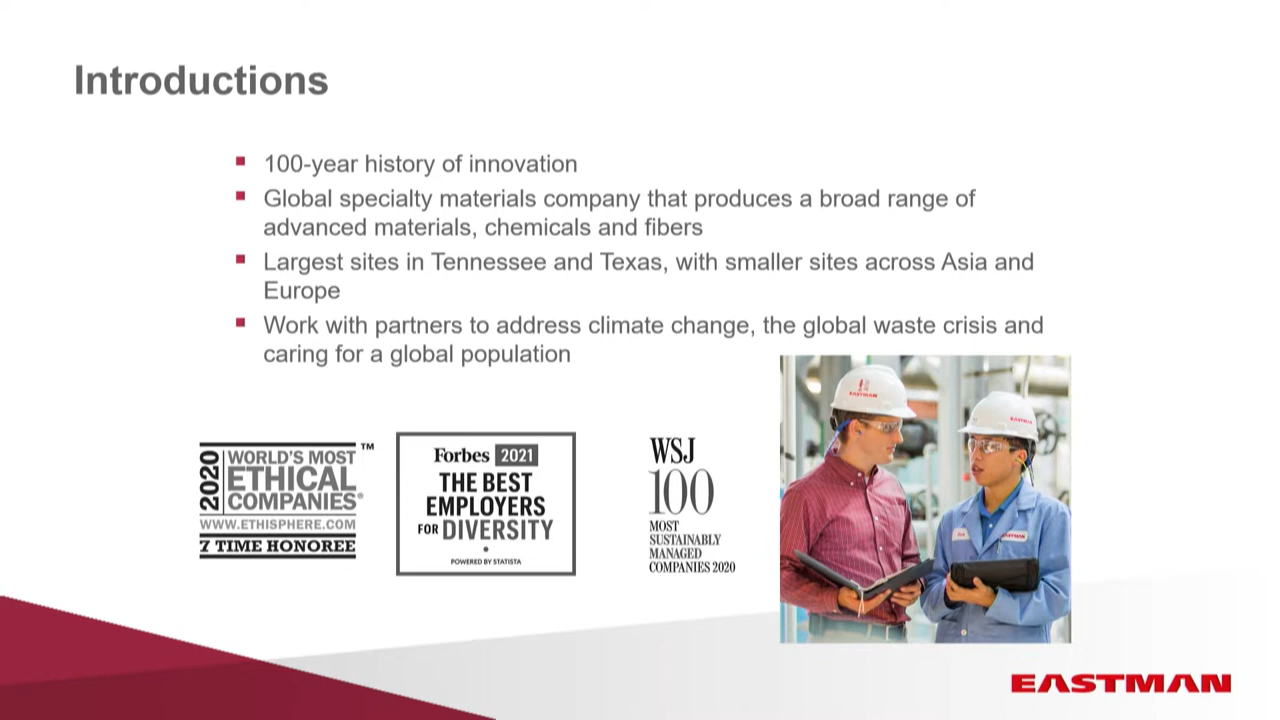 Introductions
100-year history of innovation
Global specialty materials company that produces a broad range of
advanced materials, chemicals and fibers
Largest sites in Tennessee and Texas, with smaller sites across Asia and
Europe
Work with partners to address climate change, the global waste crisis and
caring for a global population
2020
WORLD'S MOST
ETHICAL
COMPANIES®
™
WWW.ETHISPHERE.COM
7 TIME HONOREE
Forbes 2021
THE BEST
EMPLOYERS
FOR DIVERSITY
POWERED BY STATISTA
WSJ
100
MOST
SUSTAINABLY
MANAGED
COMPANIES 2020
EASTMAN
EASTMAN
EASTMAN
EASTMAN